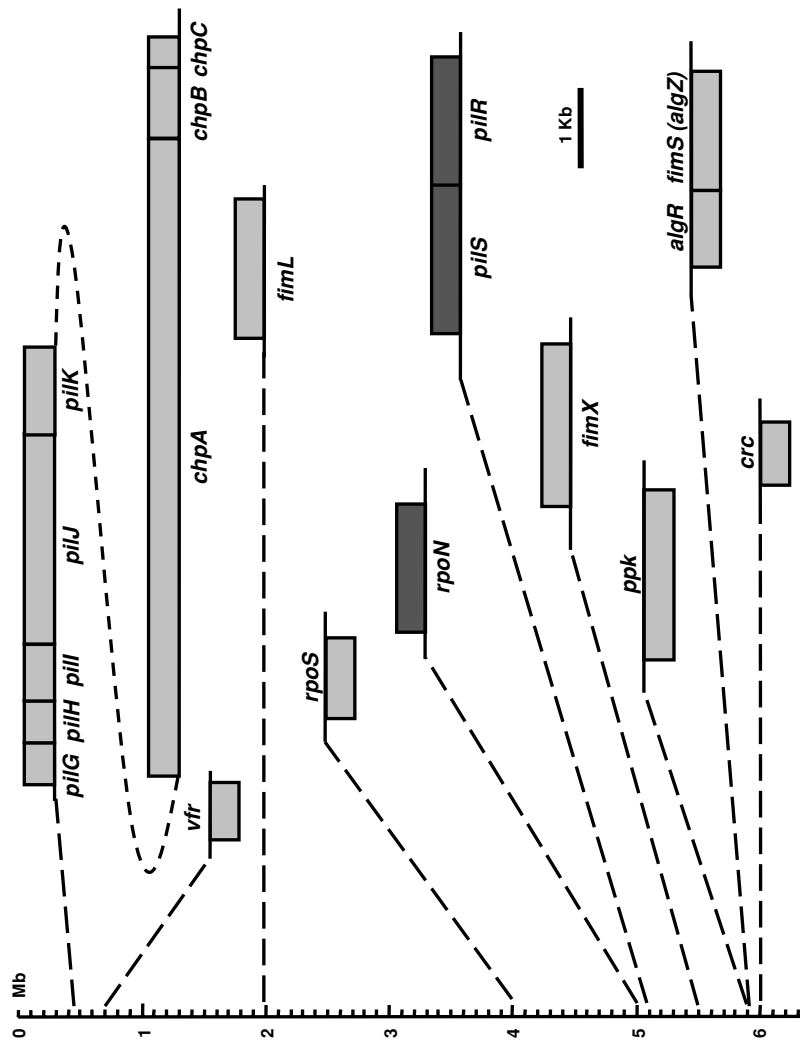 Mb
0
1
2
3
4
5
6
pilG pilH pilI pilJ pilK
chpA chpB chpC
vfr
fimL
rpoS
rpoN
pilS pilR
1 Kb
fimX
ppk
algR fimS (algZ)
crc